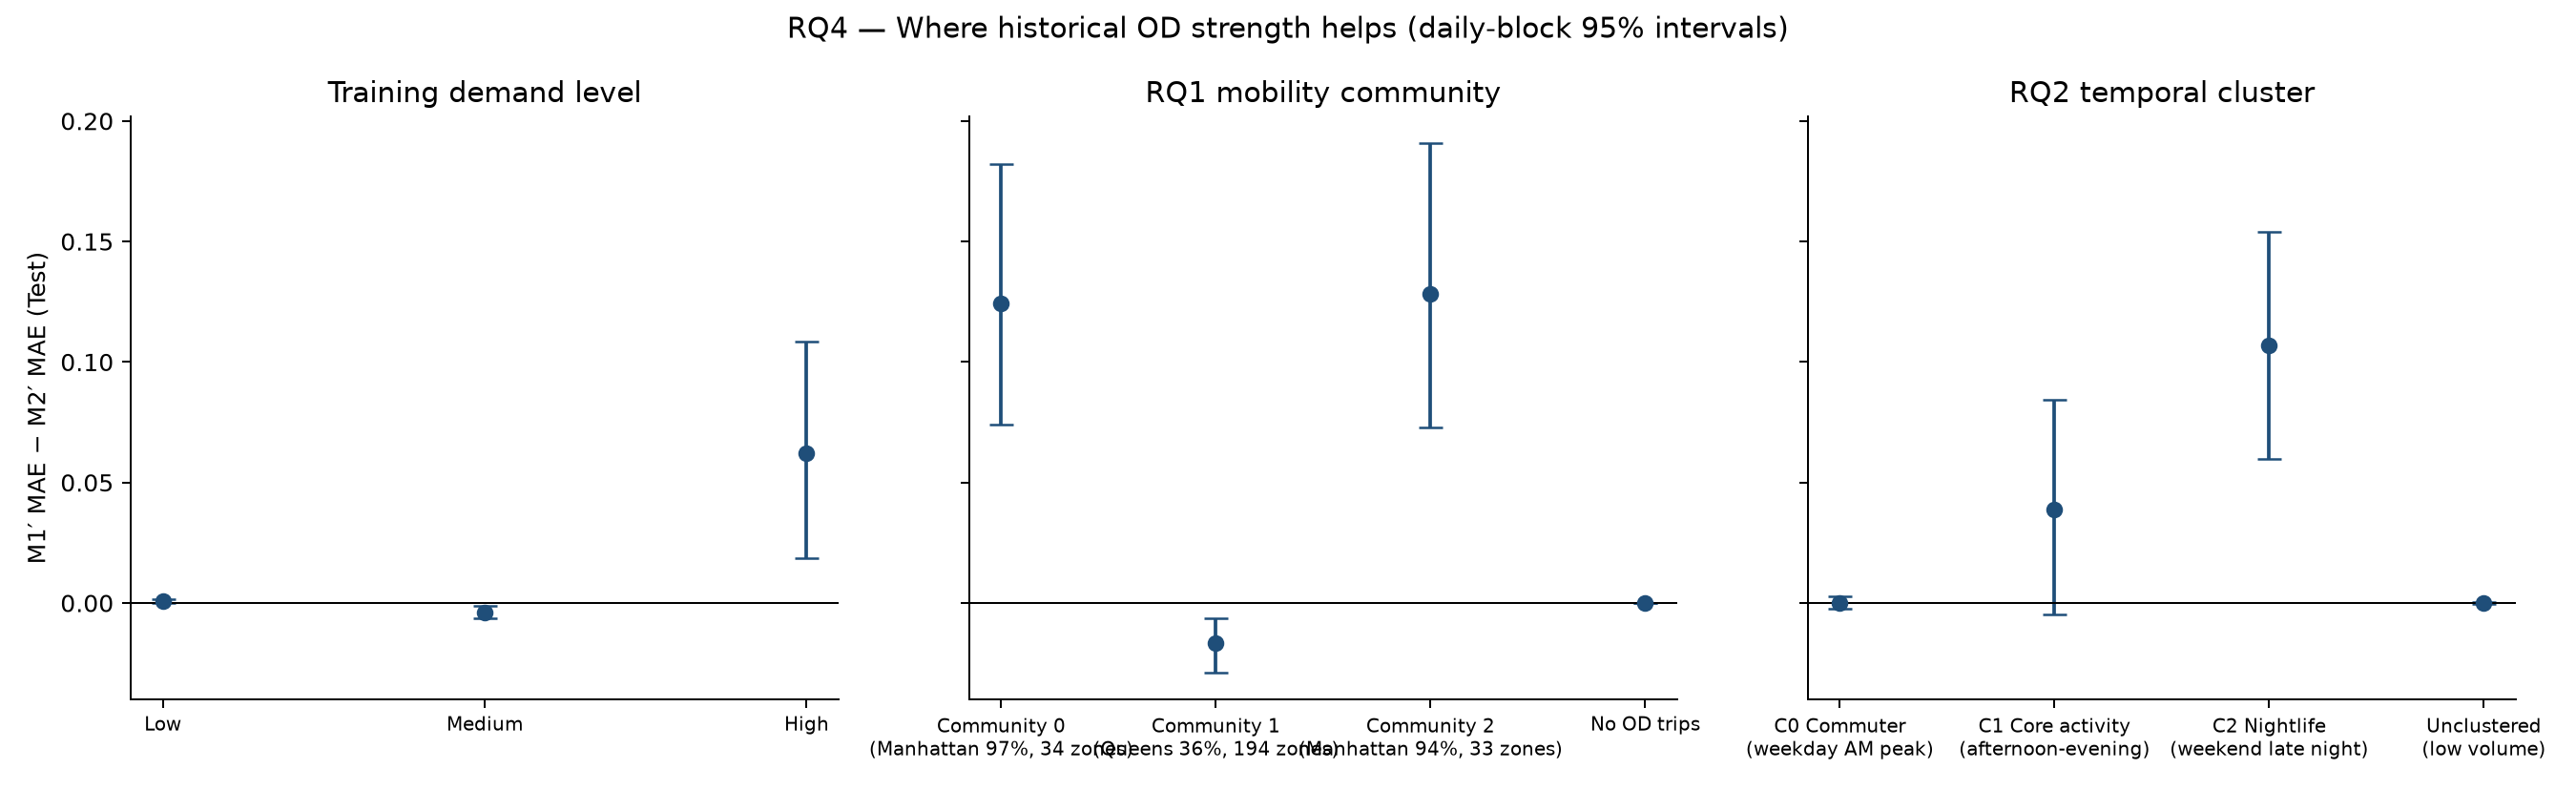 RQ4 — Where historical OD strength helps (daily-block 95% intervals)
Training demand level
RQ1 mobility community
RQ2 temporal cluster
M1′ MAE − M2′ MAE (Test)
0.20
0.15
0.10
0.05
0.00
Low
Medium
High
Community 0
(Manhattan 97%, 34 zones)
Community 1
(Queens 36%, 194 zones)
Community 2
(Manhattan 94%, 33 zones)
No OD trips
C0 Commuter
(weekday AM peak)
C1 Core activity
(afternoon-evening)
C2 Nightlife
(weekend late night)
Unclustered
(low volume)